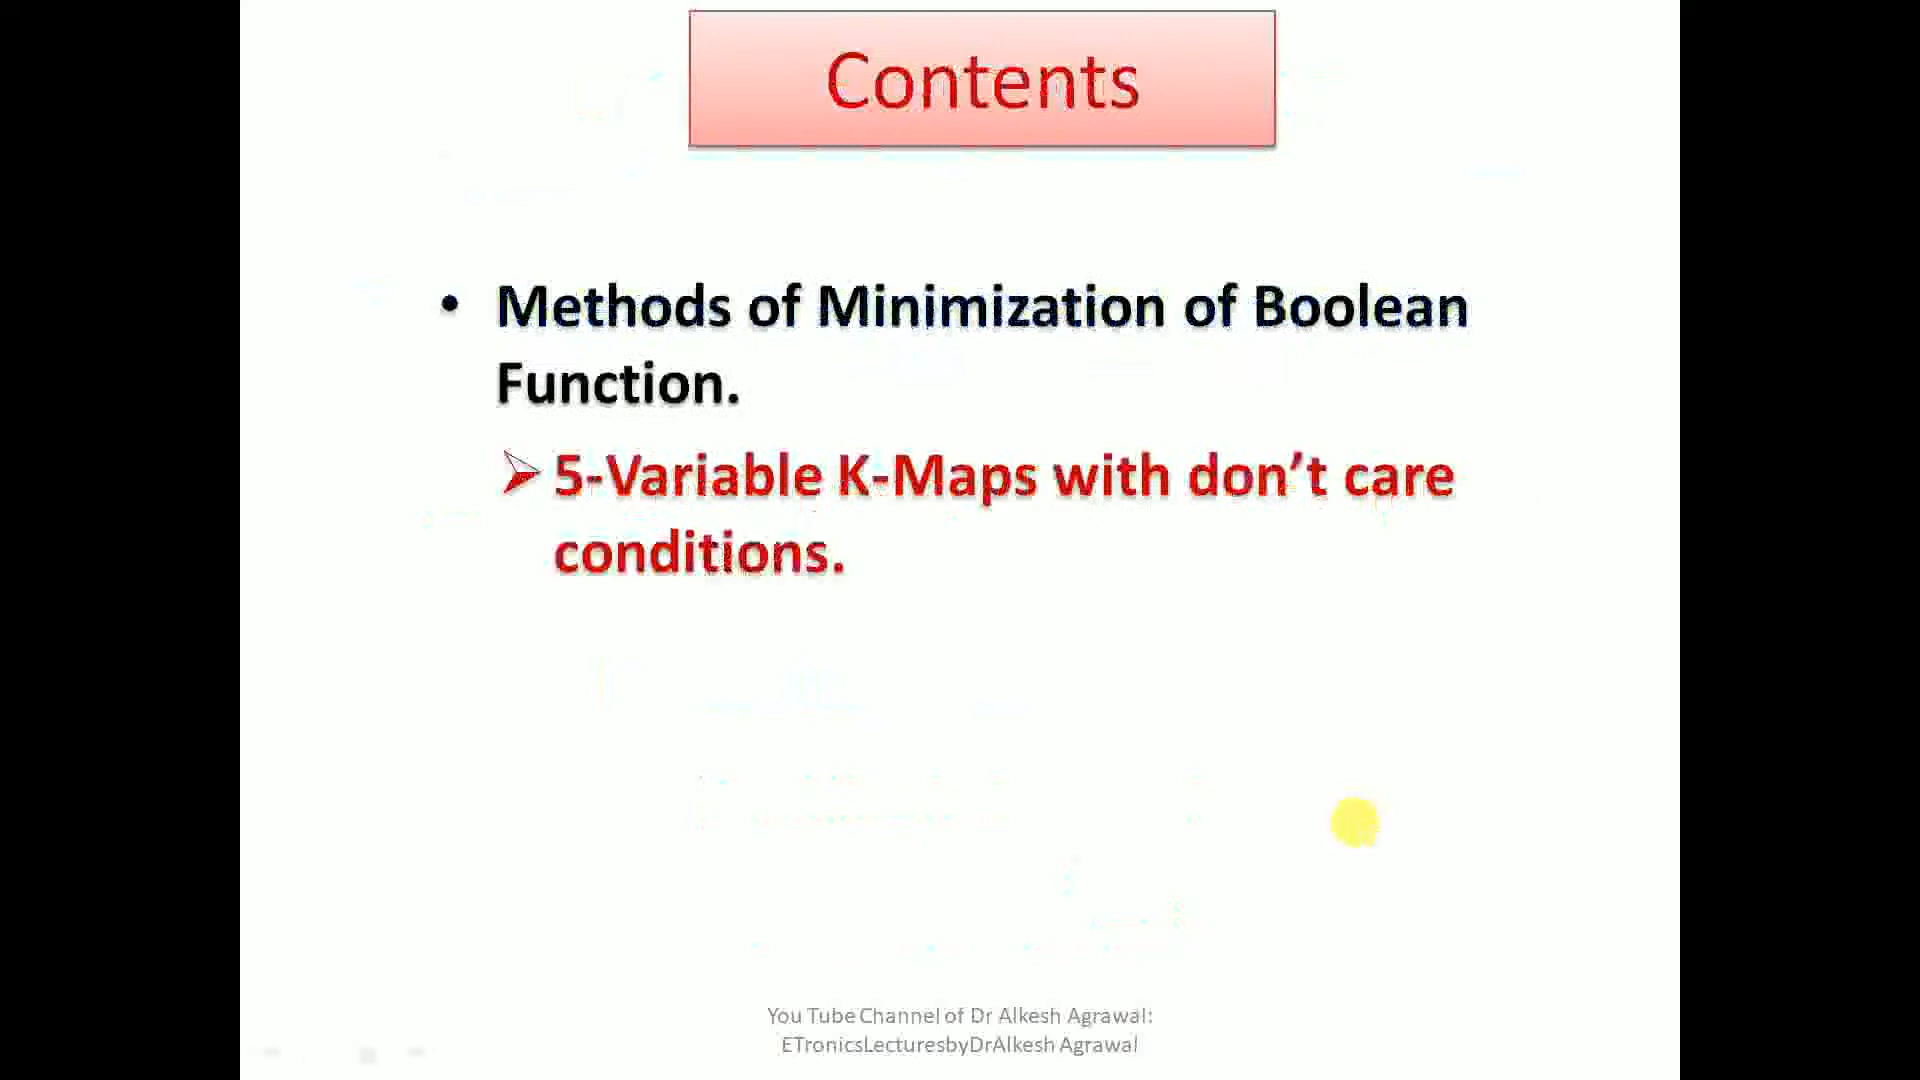 Contents
• Methods of Minimization of Boolean
Function.
➢ 5-Variable K-Maps with don’t care
conditions.
You Tube Channel of Dr Alkesh Agrawal:
ETronicsLecturesbyDrAlkesh Agrawal